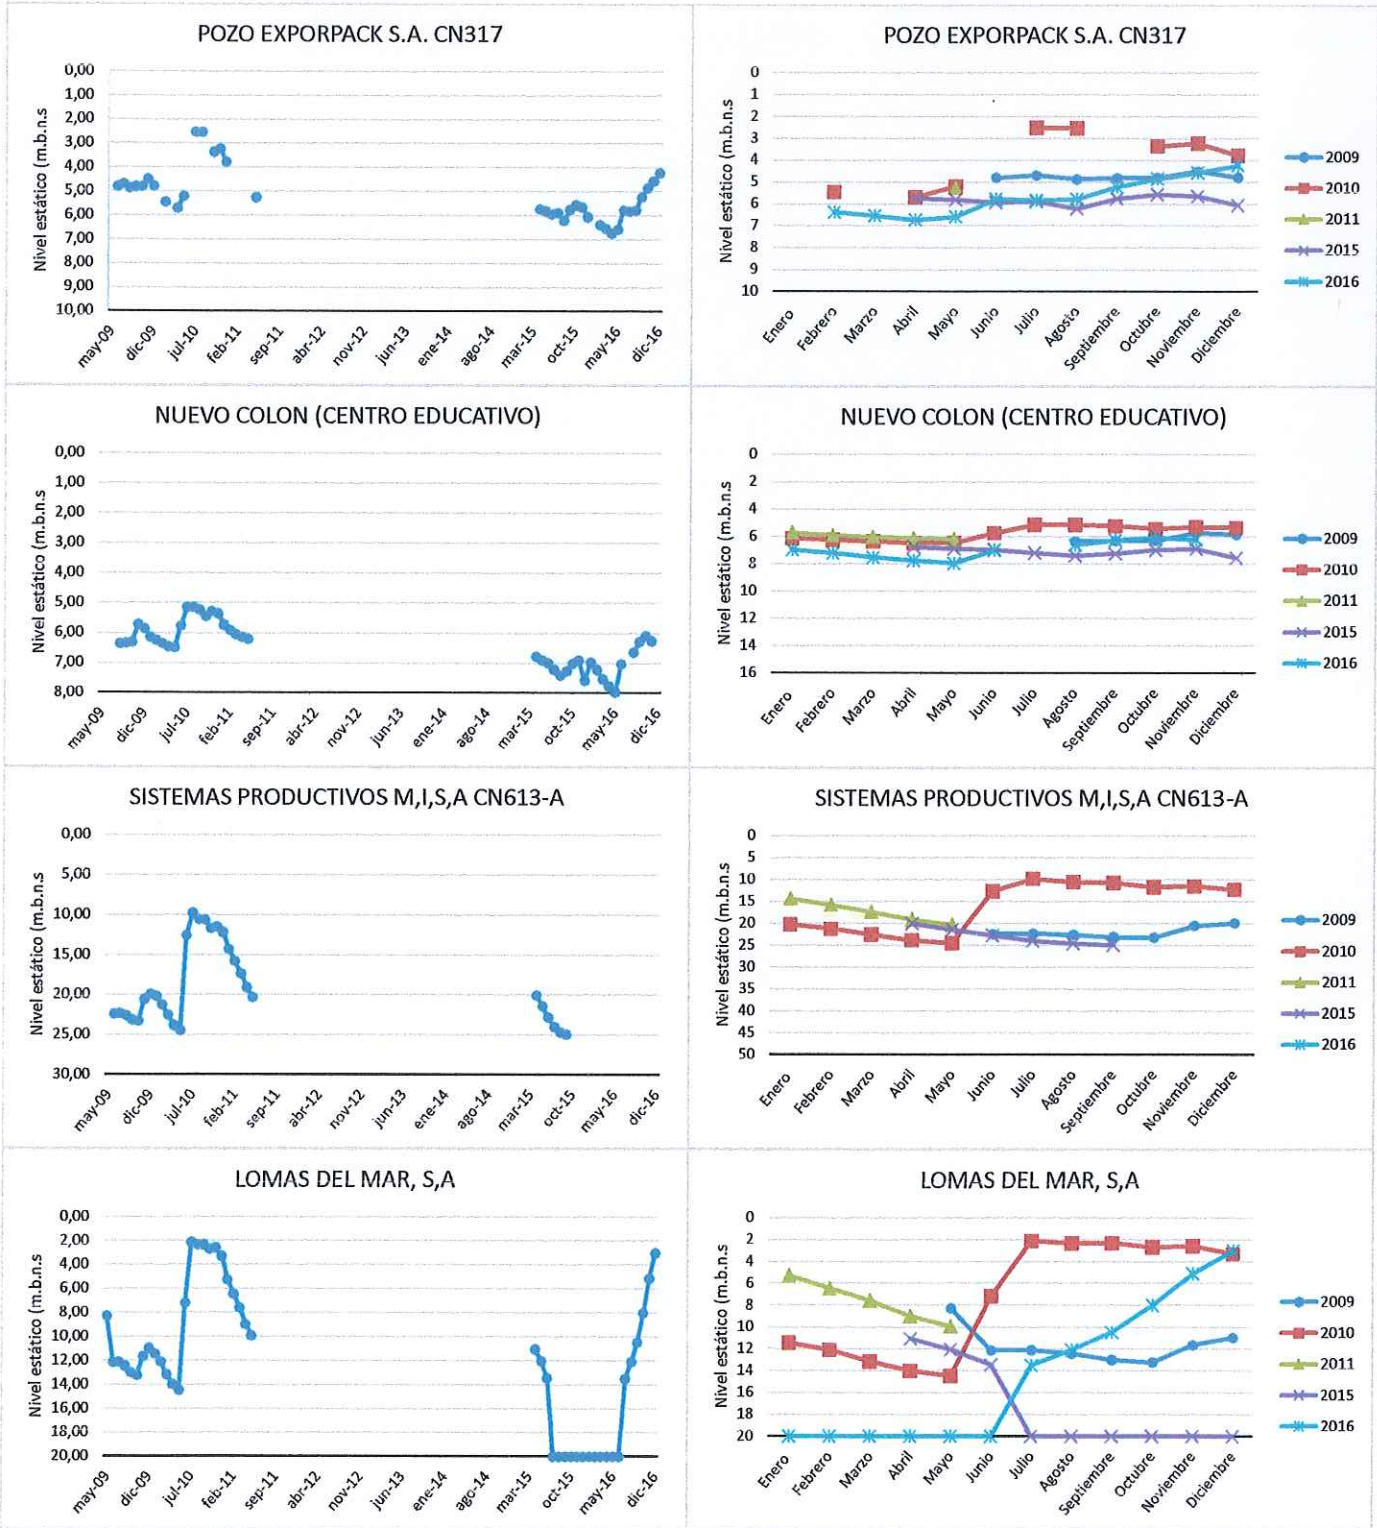 POZO EXPORPACK S.A. CN317
Nivel estático (m.b.n.s
0,00
1,00
2,00
3,00
4,00
5,00
6,00
7,00
8,00
9,00
10,00
may-09
dic-09
jul-10
feb-11
sep-11
abr-12
nov-12
jun-13
ene-14
ago-14
mar-15
oct-15
may-16
dic-16
POZO EXPORPACK S.A. CN317
Nivel estático (m.b.n.s
0
1
2
3
4
5
6
7
8
9
10
Enero
Febrero
Marzo
Abril
Mayo
Junio
Julio
Agosto
Septiembre
Octubre
Noviembre
Diciembre
2009
2010
2011
2015
2016
NUEVO COLON (CENTRO EDUCATIVO)
Nivel estático (m.b.n.s
0,00
1,00
2,00
3,00
4,00
5,00
6,00
7,00
8,00
may-09
dic-09
jul-10
feb-11
sep-11
abr-12
nov-12
jun-13
ene-14
ago-14
mar-15
oct-15
may-16
dic-16
NUEVO COLON (CENTRO EDUCATIVO)
Nivel estático (m.b.n.s
0
2
4
6
8
10
12
14
16
Enero
Febrero
Marzo
Abril
Mayo
Junio
Julio
Agosto
Septiembre
Octubre
Noviembre
Diciembre
2009
2010
2011
2015
2016
SISTEMAS PRODUCTIVOS M,I,S,A CN613-A
Nivel estático (m.b.n.s
0,00
5,00
10,00
15,00
20,00
25,00
30,00
may-09
dic-09
jul-10
feb-11
sep-11
abr-12
nov-12
jun-13
ene-14
ago-14
mar-15
oct-15
may-16
dic-16
SISTEMAS PRODUCTIVOS M,I,S,A CN613-A
Nivel estático (m.b.n.s
0
5
10
15
20
25
30
35
40
45
50
Enero
Febrero
Marzo
Abril
Mayo
Junio
Julio
Agosto
Septiembre
Octubre
Noviembre
Diciembre
2009
2010
2011
2015
2016
LOMAS DEL MAR, S,A
Nivel estático (m.b.n.s
0,00
2,00
4,00
6,00
8,00
10,00
12,00
14,00
16,00
18,00
20,00
may-09
dic-09
jul-10
feb-11
sep-11
abr-12
nov-12
jun-13
ene-14
ago-14
mar-15
oct-15
may-16
dic-16
LOMAS DEL MAR, S,A
Nivel estático (m.b.n.s
0
2
4
6
8
10
12
14
16
18
20
Enero
Febrero
Marzo
Abril
Mayo
Junio
Julio
Agosto
Septiembre
Octubre
Noviembre
Diciembre
2009
2010
2011
2015
2016